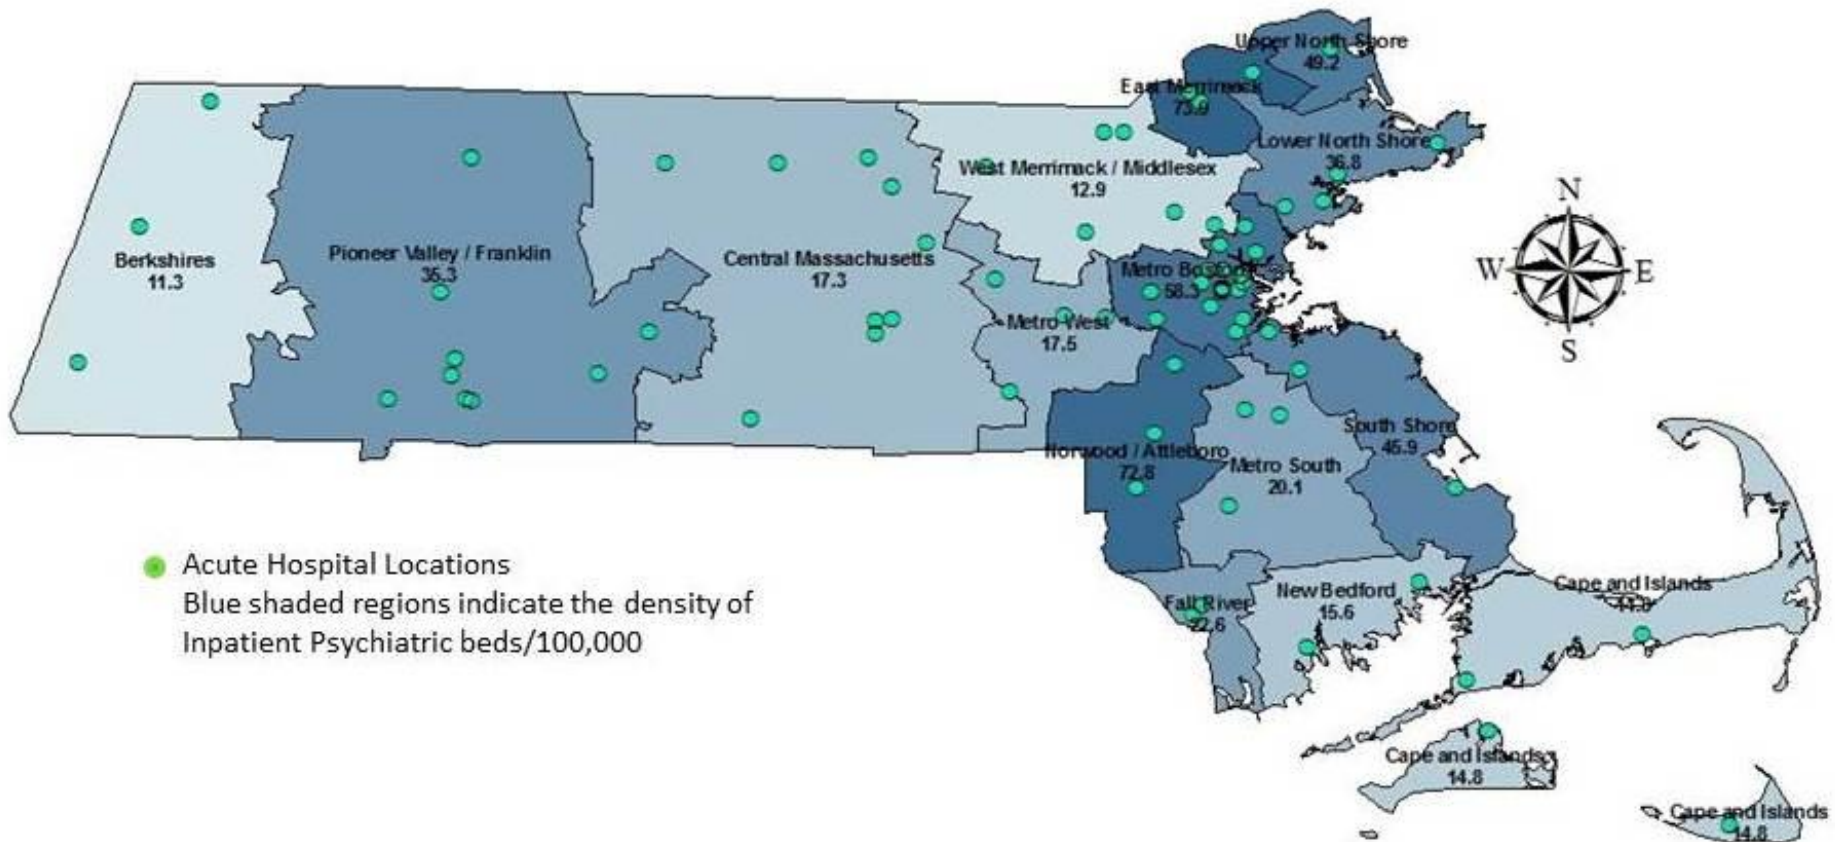 Upper North Shore
49.2
East Merrimack
73.9
Lower North Shore
36.8
West Merrimack / Middlesex
12.9
N
W
E
S
Berkshires
11.3
Pioneer Valley / Franklin
35.3
Central Massachusetts
17.3
Metro Boston
58.3
Metro West
17.5
South Shore
45.9
Norwood / Attleboro
72.8
Metro South
20.1
Acute Hospital Locations
Blue shaded regions indicate the density of
Inpatient Psychiatric beds/100,000
Fall River
22.6
New Bedford
15.6
Cape and Islands
Cape and Islands
14.8
Cape and Islands
14.8